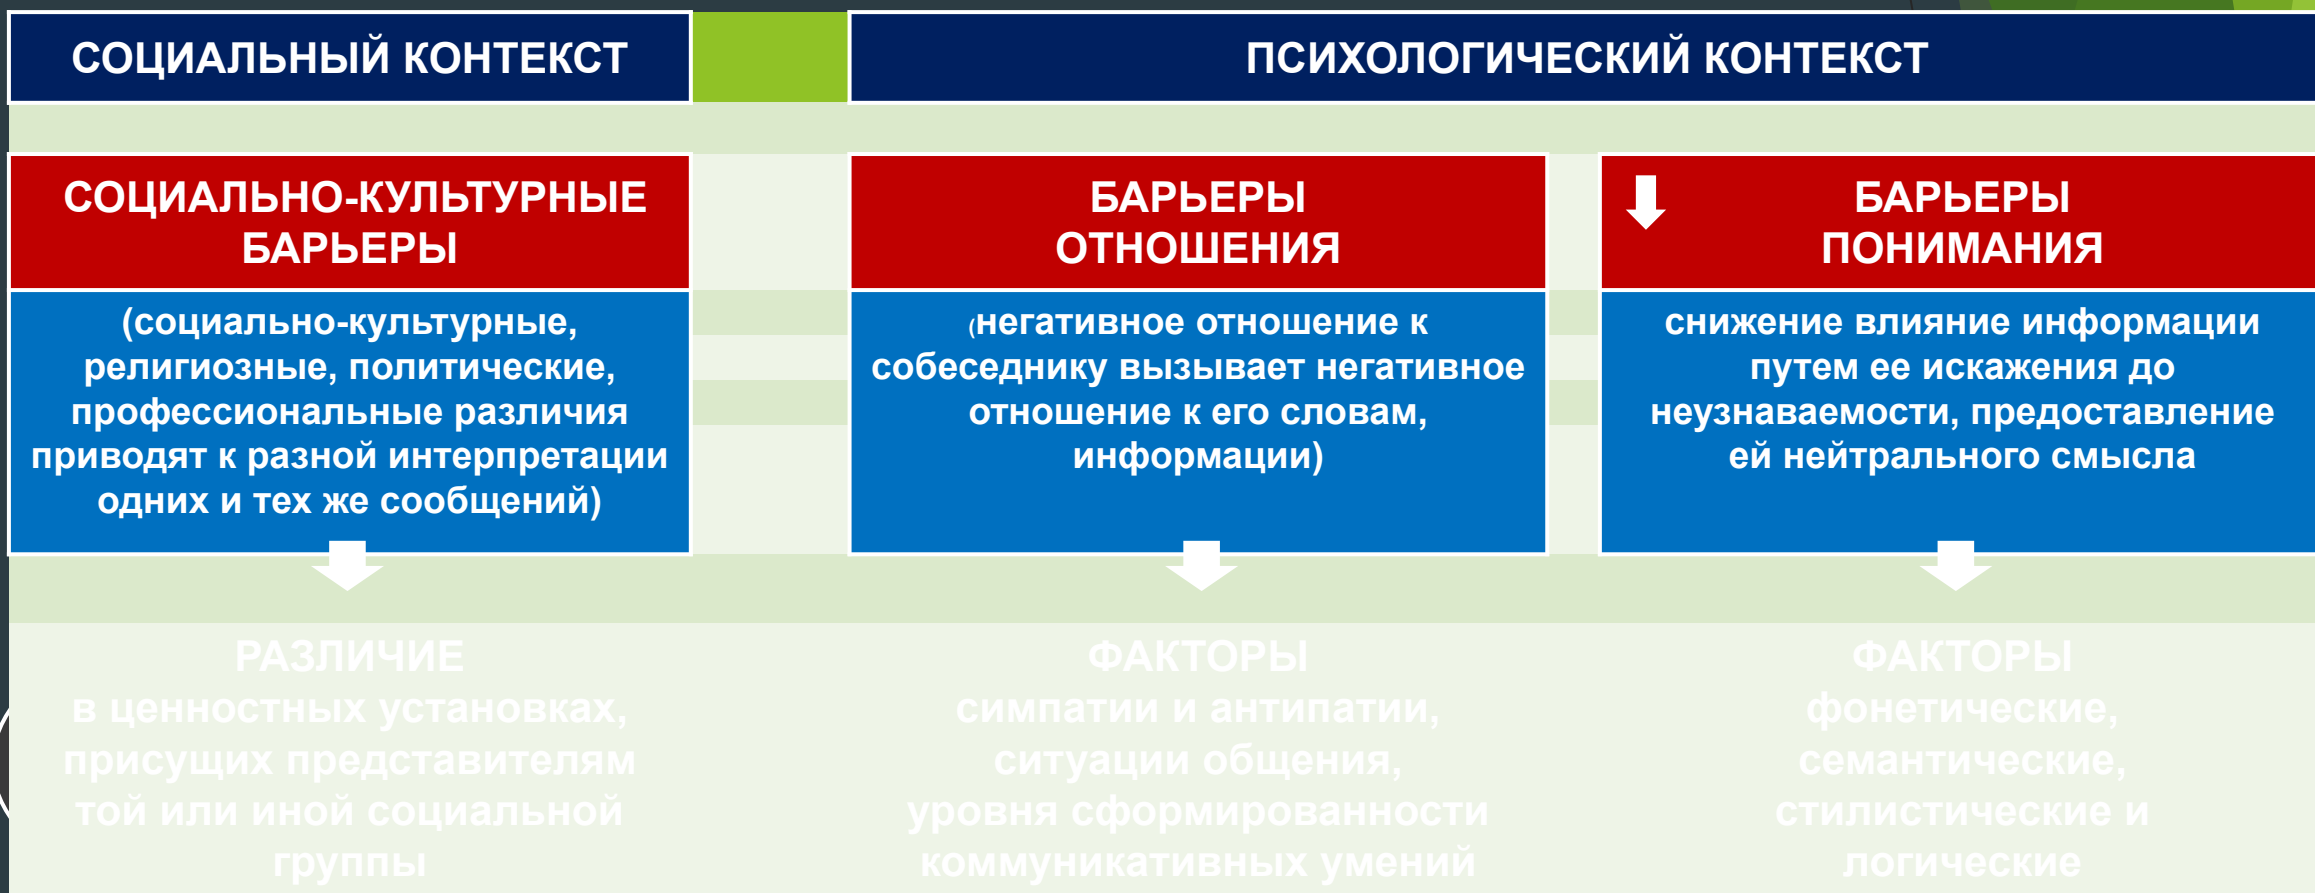 СОЦИАЛЬНЫЙ КОНТЕКСТ
ПСИХОЛОГИЧЕСКИЙ КОНТЕКСТ
СОЦИАЛЬНО-КУЛЬТУРНЫЕ
БАРЬЕРЫ
(социально-культурные,
религиозные, политические,
профессиональные различия
приводят к разной интерпретации
одних и тех же сообщений)
РАЗЛИЧИЕ
в ценностных установках,
присущих представителям
той или иной социальной
группы
БАРЬЕРЫ
ОТНОШЕНИЯ
(негативное отношение к
собеседнику вызывает негативное
отношение к его словам,
информации)
ФАКТОРЫ
симпатии и антипатии,
ситуации общения,
уровня сформированности
коммуникативных умений
БАРЬЕРЫ
ПОНИМАНИЯ
снижение влияние информации
путем ее искажения до
неузнаваемости, предоставление
ей нейтрального смысла
ФАКТОРЫ
фонетические,
семантические,
стилистические и
логические